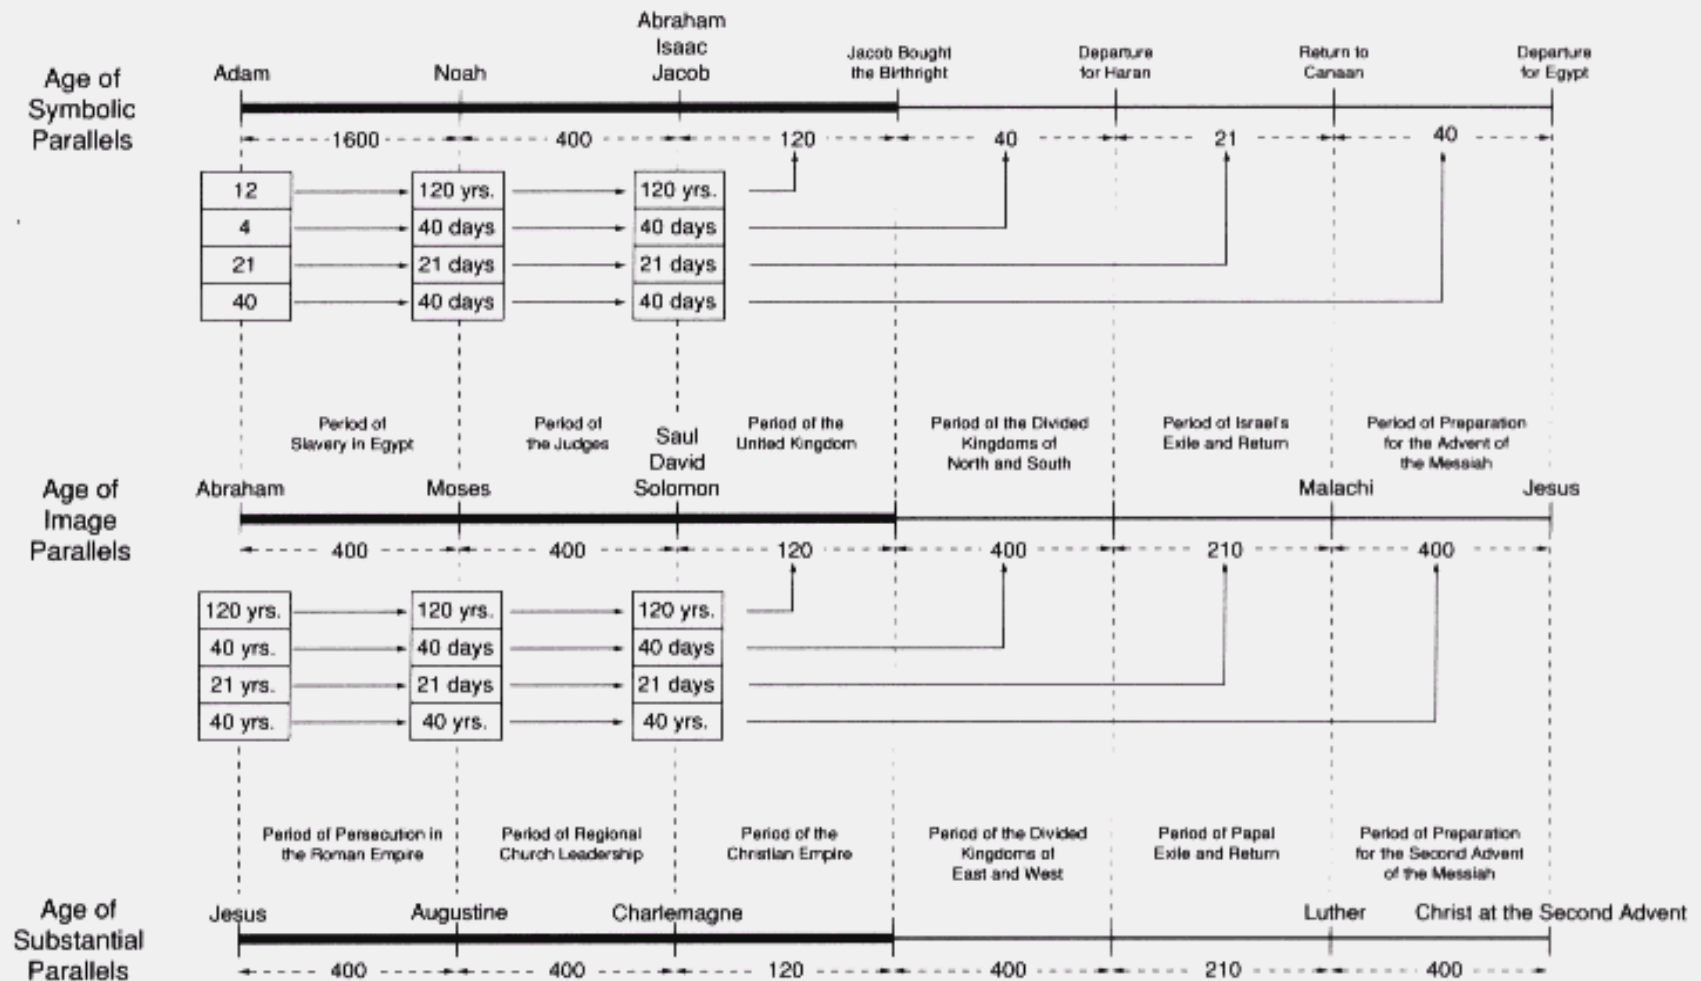 Abraham
Isaac
Jacob
Adam
Noah
Jacob Bought
the Birthright
Departure
for Haran
Return to
Canaan
Departure
for Egypt
Age of
Symbolic
Parallels
1600 400 120 40 21 40
12 120 yrs. 120 yrs.
4 40 days 40 days
21 21 days 21 days
40 40 days 40 days
Period of
Slavery in Egypt
Period of
the Judges
Saul
David
Solomon
Period of the
United Kingdom
Period of the Divided
Kingdoms of
North and South
Period of Israel's
Exile and Return
Period of Preparation
for the Advent of
the Messiah
Age of
Image
Parallels
Abraham
Moses
Malachi
Jesus
400 400 120 400 210 400
120 yrs. 120 yrs. 120 yrs.
40 yrs. 40 days 40 days
21 yrs. 21 days 21 days
40 yrs. 40 yrs. 40 yrs.
Period of Persecution in
the Roman Empire
Period of Regional
Church Leadership
Period of the
Christian Empire
Period of the Divided
Kingdoms of
East and West
Period of Papal
Exile and Return
Period of Preparation
for the Second Advent
of the Messiah
Age of
Substantial
Parallels
Jesus
Augustine
Charlemagne
Luther
Christ at the Second Advent
400 400 120 400 210 400